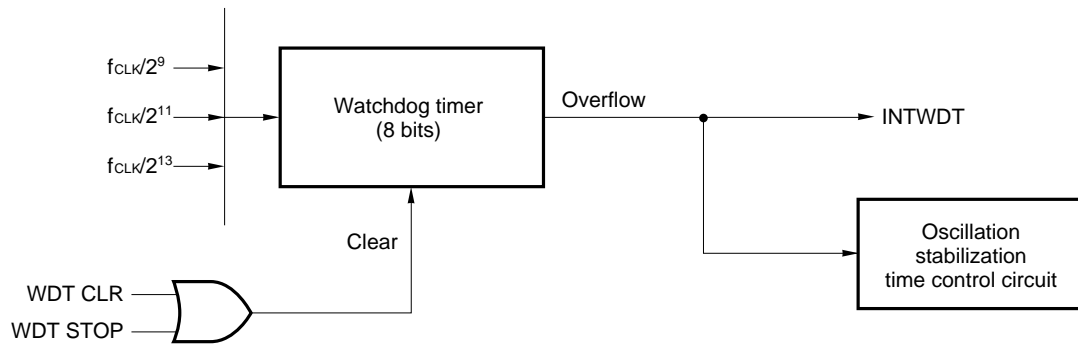 fCLK/2⁹
fCLK/2¹¹
fCLK/2¹³
Watchdog timer
(8 bits)
Overflow
INTWDT
Clear
Oscillation
stabilization
time control circuit
WDT CLR
WDT STOP